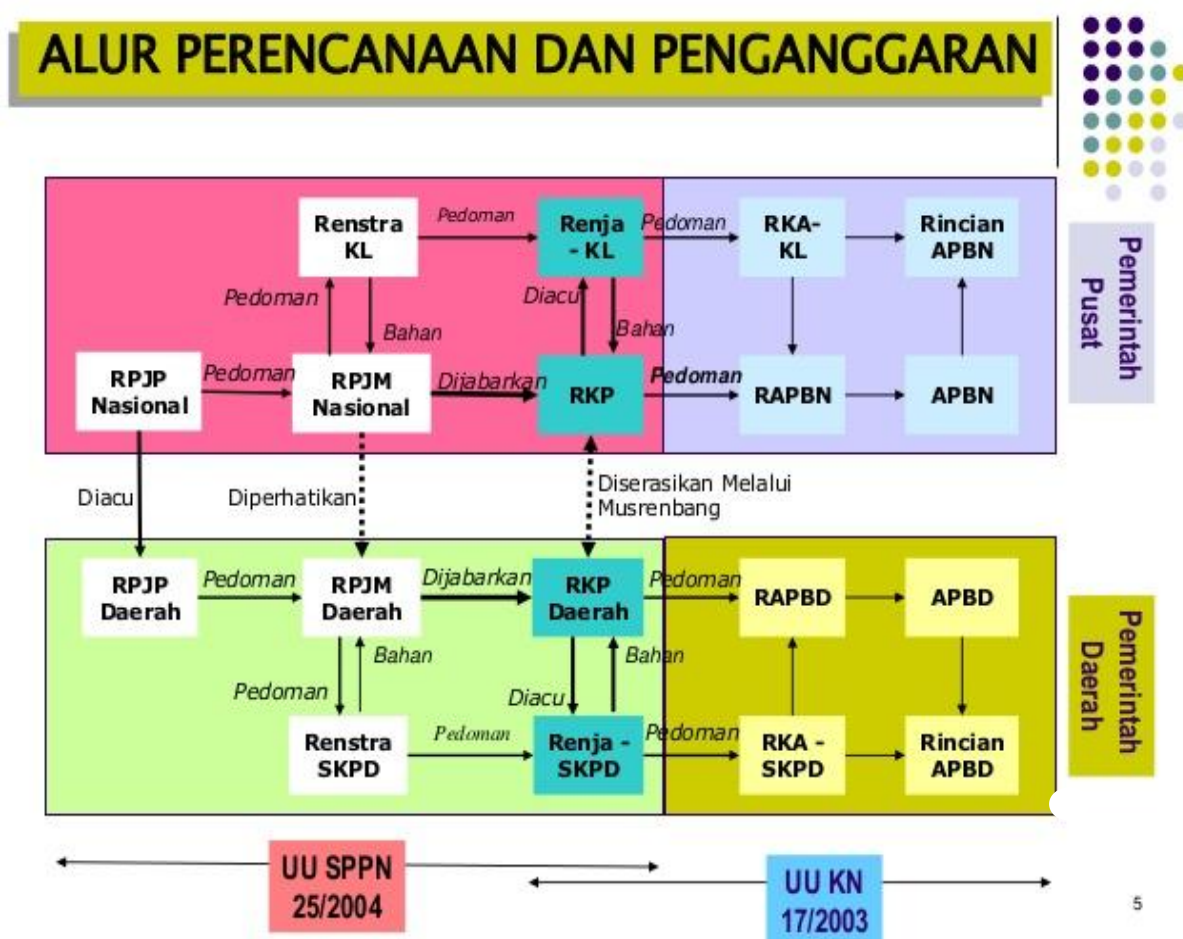 ALUR PERENCANAAN DAN PENGANGGARAN
Renstra
KL
Pedoman
Renja
- KL
Pedoman
RKA-
KL
Rincian
APBN
Pedoman
Bahan
Diacu
Bahan
RPJP
Nasional
Pedoman
RPJM
Nasional
Dijabarkan
RKP
Pedoman
RAPBN
APBN
Pemerintah
Pusat
Diacu
Diperhatikan
Diserasikan Melalui
Musrenbang
RPJP
Daerah
Pedoman
RPJM
Daerah
Dijabarkan
RKP
Daerah
Pedoman
RAPBD
APBD
Bahan
Pedoman
Bahan
Diacu
Renstra
SKPD
Pedoman
Renja -
SKPD
Pedoman
RKA -
SKPD
Rincian
APBD
Pemerintah
Daerah
UU SPPN
25/2004
UU KN
17/2003
5